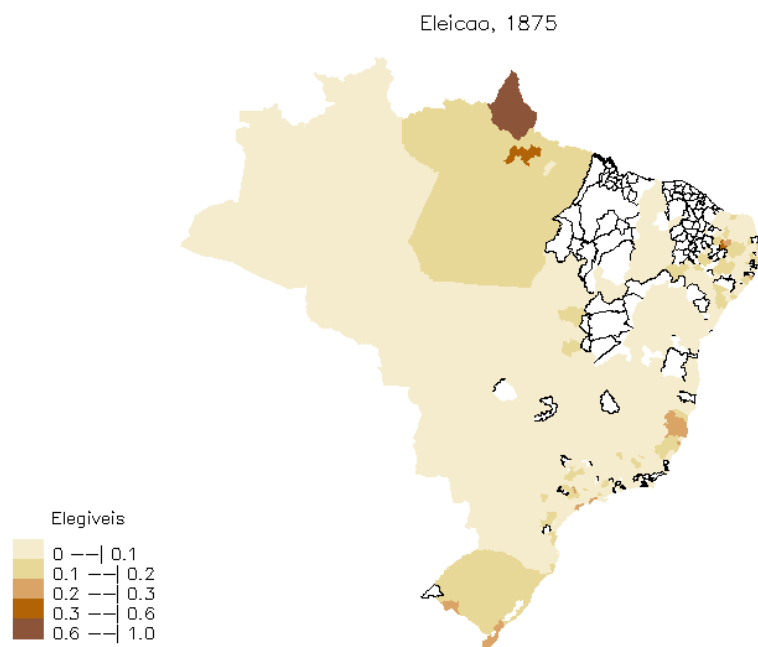 Eleicao, 1875
Elegiveis
0 ——| 0.1
0.1 ——| 0.2
0.2 ——| 0.3
0.3 ——| 0.6
0.6 ——| 1.0